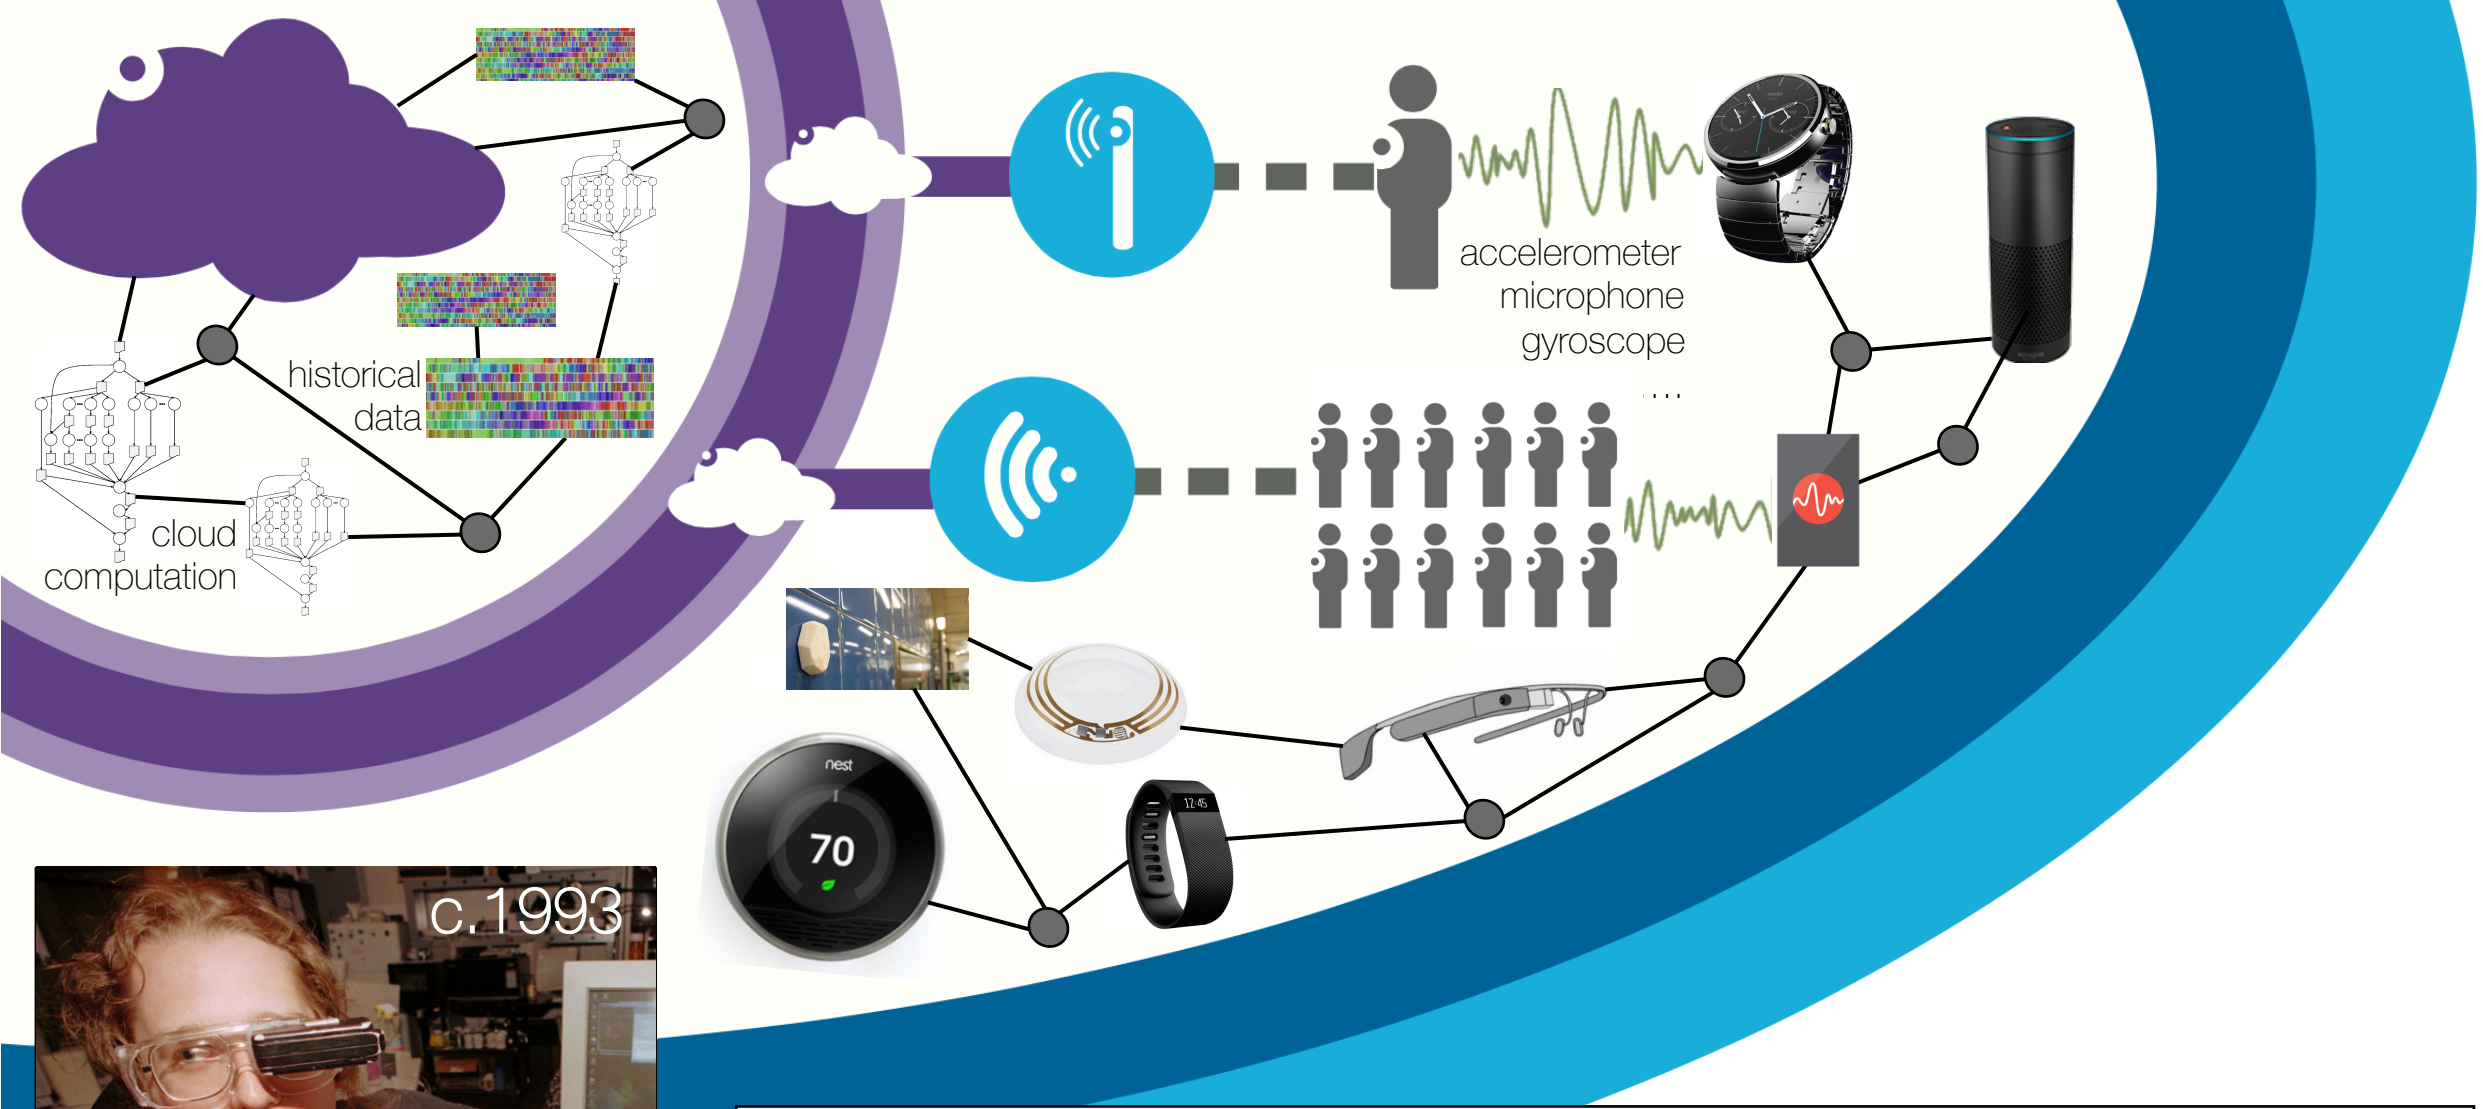 historical
data
cloud
computation
accelerometer
microphone
gyroscope
....
nest
70
12:45
c.1993